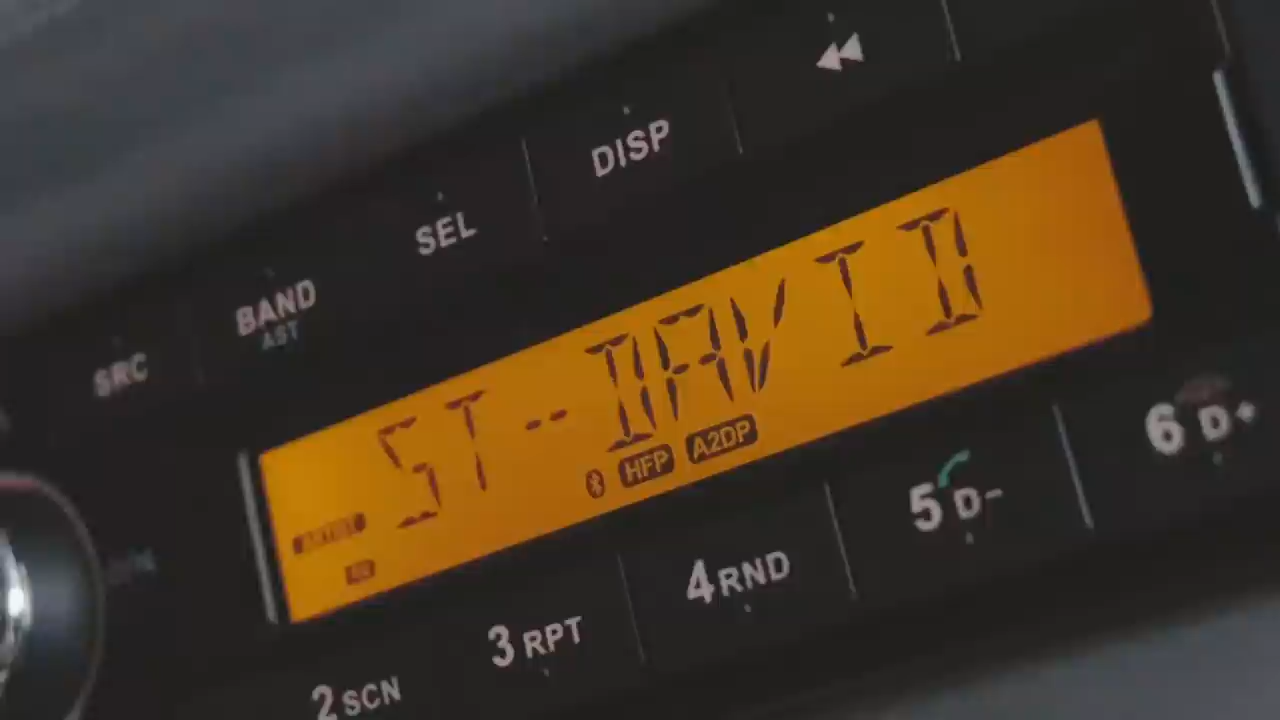 DISP
SEL
BAND
AST
SRC
ST--DAVID
HFP A2DP
6 D+
5 D-
4 RND
3 RPT
2 SCN